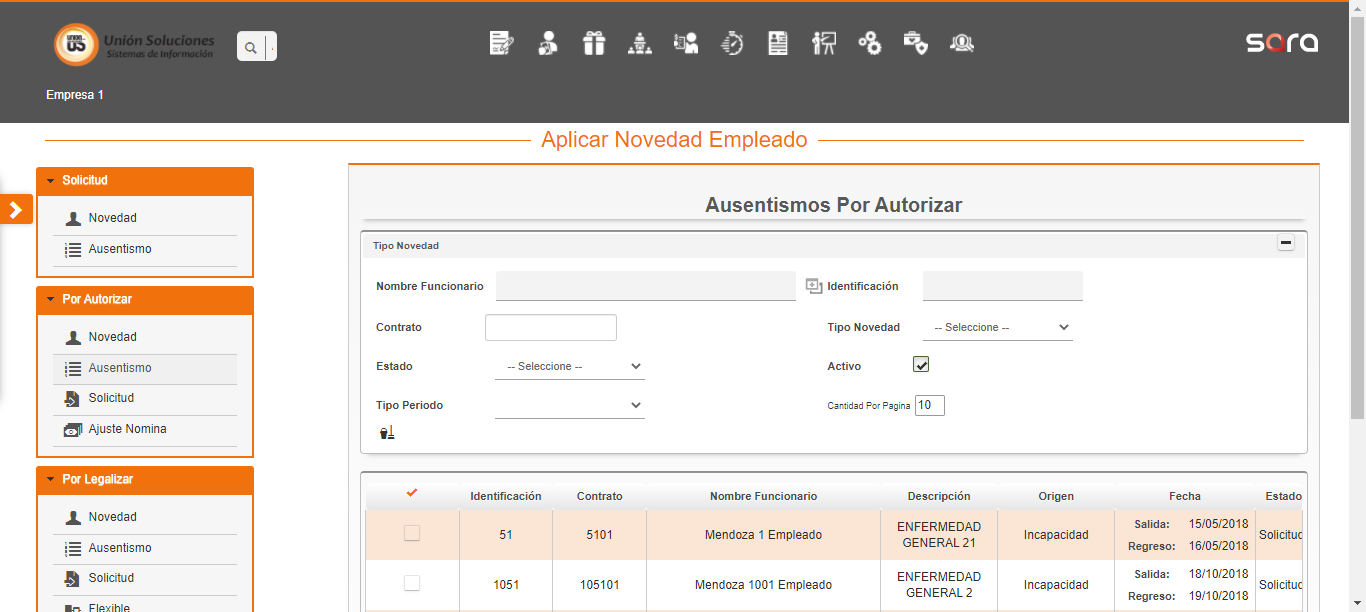 Unión Soluciones
Sistemas de Información
sara
Empresa 1
Aplicar Novedad Empleado
Solicitud
Novedad
Ausentismo
Por Autorizar
Novedad
Ausentismo
Solicitud
Ajuste Nomina
Por Legalizar
Novedad
Ausentismo
Solicitud
Flexible
Ausentismos Por Autorizar
Tipo Novedad
Nombre Funcionario
Identificación
Contrato
Tipo Novedad -- Seleccione --
Estado -- Seleccione --
Activo
Tipo Periodo
Cantidad Por Pagina 10
Identificación Contrato Nombre Funcionario Descripción Origen Fecha Estado
51 5101 Mendoza 1 Empleado ENFERMEDAD GENERAL 21 Incapacidad Salida: 15/05/2018 Regreso: 16/05/2018
1051 105101 Mendoza 1001 Empleado ENFERMEDAD GENERAL 2 Incapacidad Salida: 18/10/2018 Regreso: 19/10/2018